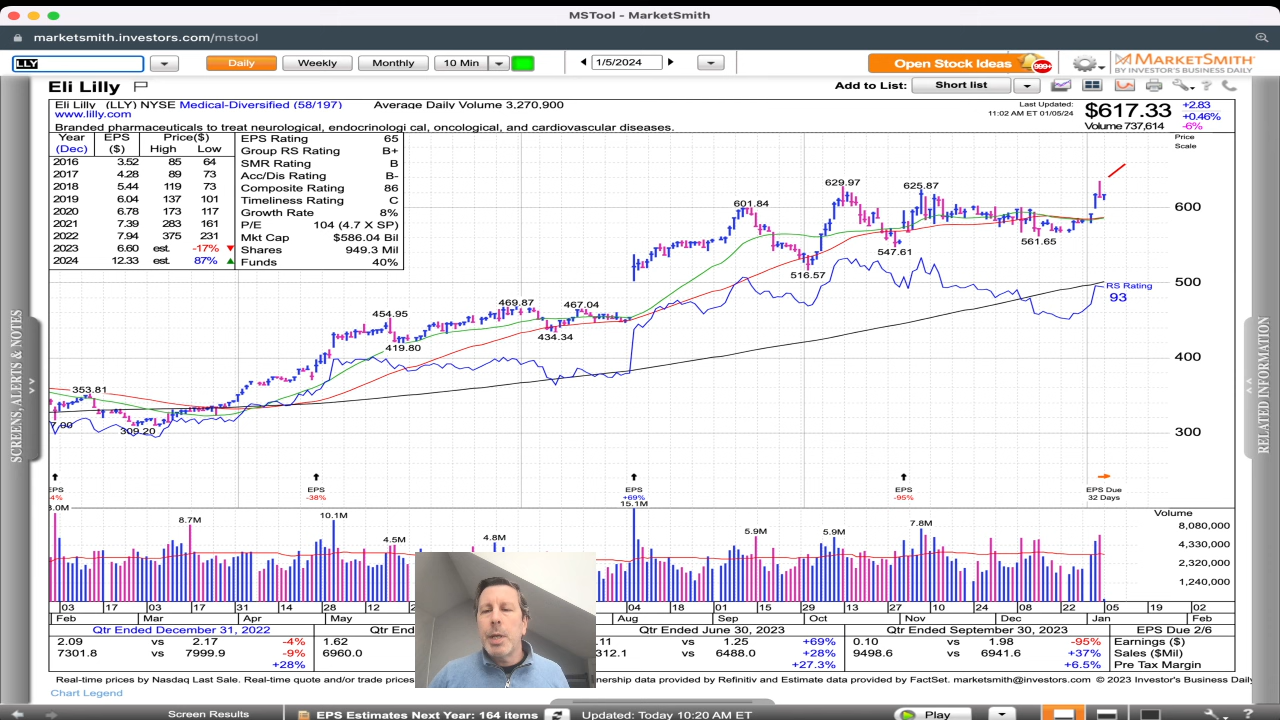 MSTool - MarketSmith
marketsmith.investors.com/mstool
LLY Daily Weekly Monthly 10 Min 1/5/2024 Open Stock Ideas 999+ MarketSmith
BY INVESTOR'S BUSINESS DAILY
Eli Lilly Add to List: Short list
Eli Lilly (LLY) NYSE Medical-Diversified (58/197) Average Daily Volume 3,270,900
www.lilly.com
Branded pharmaceuticals to treat neurological, endocrinologi cal, oncological, and cardiovascular diseases.
Last Updated:
11:02 AM ET 01/05/24
$617.33 +2.83
+0.46%
Volume 737,614 -6%
Year EPS Price($)
(Dec) ($) High Low
2016 3.52 85 64
2017 4.28 89 73
2018 5.44 119 73
2019 6.04 137 101
2020 6.78 173 117
2021 7.39 283 161
2022 7.94 375 231
2023 6.60 est. -17%
2024 12.33 est. 87%
EPS Rating 65
Group RS Rating B+
SMR Rating B
Acc/Dis Rating B-
Composite Rating 86
Timeliness Rating C
Growth Rate 8%
P/E 104 (4.7 X SP)
Mkt Cap $586.04 Bil
Shares 949.3 Mil
Funds 40%
Price
Scale
600
500
400
300
629.97
625.87
601.84
561.65
547.61
516.57
469.87
467.04
454.95
434.34
419.80
353.81
309.20
RS Rating
93
EPS
-38%
EPS
+69%
EPS
-95%
EPS Due
32 Days
Volume
8,080,000
4,330,000
2,320,000
1,240,000
8.7M
10.1M
4.5M
4.8M
15.1M
5.9M
5.9M
7.8M
03 17 03 17 31 14 28 12 04 18 01 15 29 13 27 10 24 08 22 05 19 02
Feb Mar Apr May Aug Sep Oct Nov Dec Jan Feb
Qtr Ended December 31, 2022
2.09 vs 2.17 -4%
7301.8 vs 7999.9 -9%
+28%
1.62
6960.0
Qtr Ended June 30, 2023
vs 1.25 +69%
vs 6488.0 +28%
+27.3%
Qtr Ended September 30, 2023
0.10 vs 1.98 -95%
9498.6 vs 6941.6 +37%
+6.5%
EPS Due 2/6
Earnings ($)
Sales ($Mil)
Pre Tax Margin
Real-time prices by Nasdaq Last Sale. Real-time quote and/or trade prices data provided by Refinitiv and Estimate data provided by FactSet. marketsmith@investors.com © 2023 Investor's Business
Chart Legend
SCREENS, ALERTS & NOTES
RELATED INFORMATION
Screen Results EPS Estimates Next Year: 164 items Updated: Today 10:20 AM ET Play